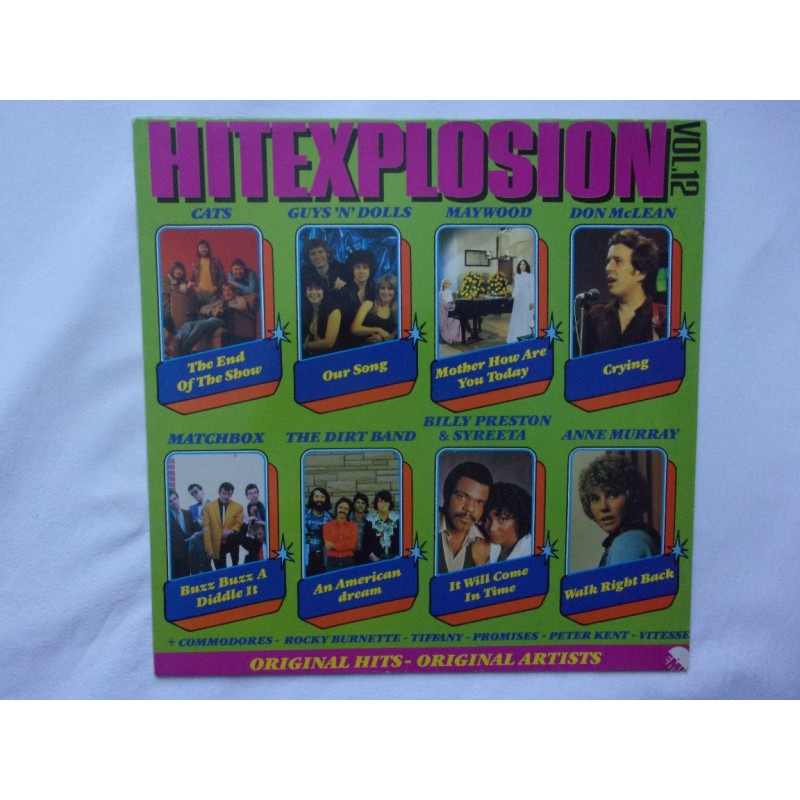 HITEXPLOSION
VOL.12
CATS
GUYS 'N' DOLLS
MAYWOOD
DON McLEAN
The End
Of The Show
Our Song
Mother How Are
You Today
Crying
MATCHBOX
THE DIRT BAND
BILLY PRESTON
& SYREETA
ANNE MURRAY
Buzz Buzz A
Diddle It
An American
dream
It Will Come
In Time
Walk Right Back
+ COMMODORES - ROCKY BURNETTE - TIFFANY - PROMISES - PETER KENT - VITESSE
ORIGINAL HITS - ORIGINAL ARTISTS